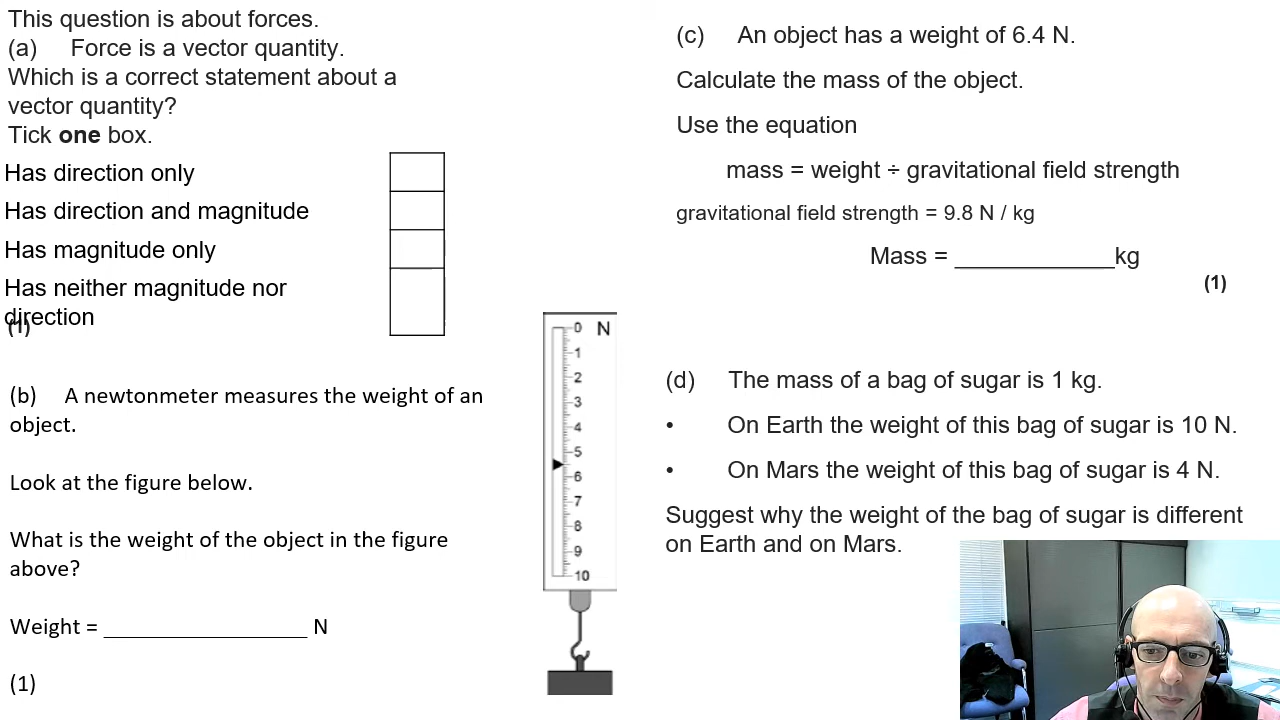 This question is about forces.
(a) Force is a vector quantity.
Which is a correct statement about a
vector quantity?
Tick one box.
Has direction only
Has direction and magnitude
Has magnitude only
Has neither magnitude nor
direction
(1)
(b) A newtonmeter measures the weight of an
object.
Look at the figure below.
What is the weight of the object in the figure
above?
Weight = _________________ N
(1)
0 N
1
2
3
4
5
6
7
8
9
10
(c) An object has a weight of 6.4 N.
Calculate the mass of the object.
Use the equation
mass = weight ÷ gravitational field strength
gravitational field strength = 9.8 N / kg
Mass = ____________kg
(1)
(d) The mass of a bag of sugar is 1 kg.
• On Earth the weight of this bag of sugar is 10 N.
• On Mars the weight of this bag of sugar is 4 N.
Suggest why the weight of the bag of sugar is different
on Earth and on Mars.